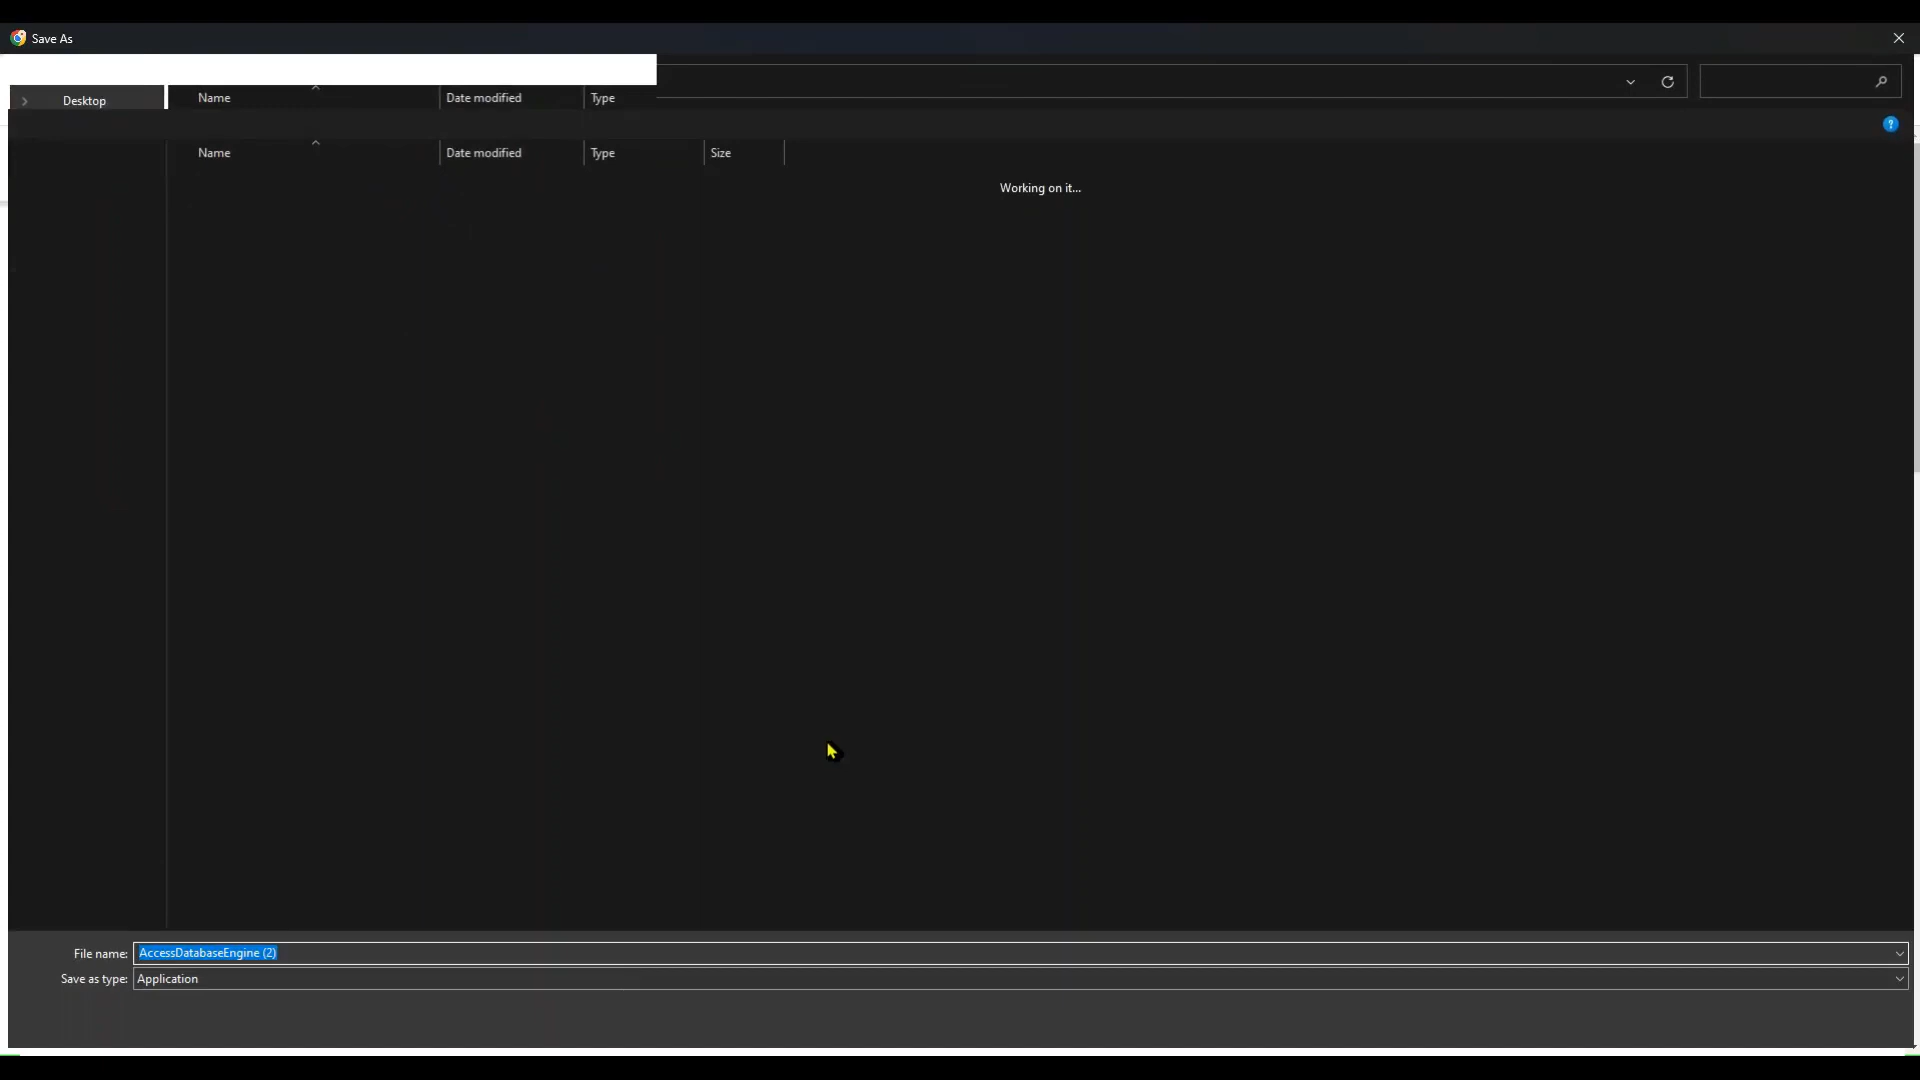 Save As
Desktop
Name Date modified Type
Name Date modified Type Size
Working on it...
File name: AccessDatabaseEngine (2)
Save as type: Application